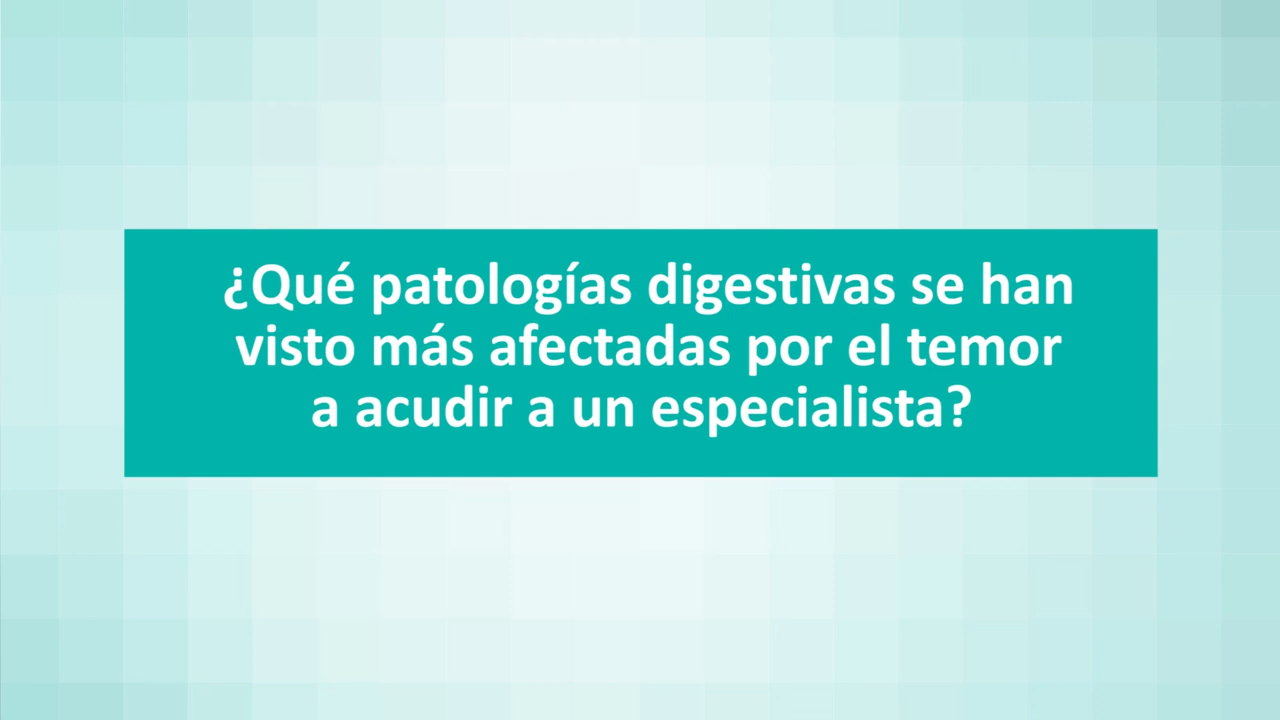 ¿Qué patologías digestivas se han
visto más afectadas por el temor
a acudir a un especialista?